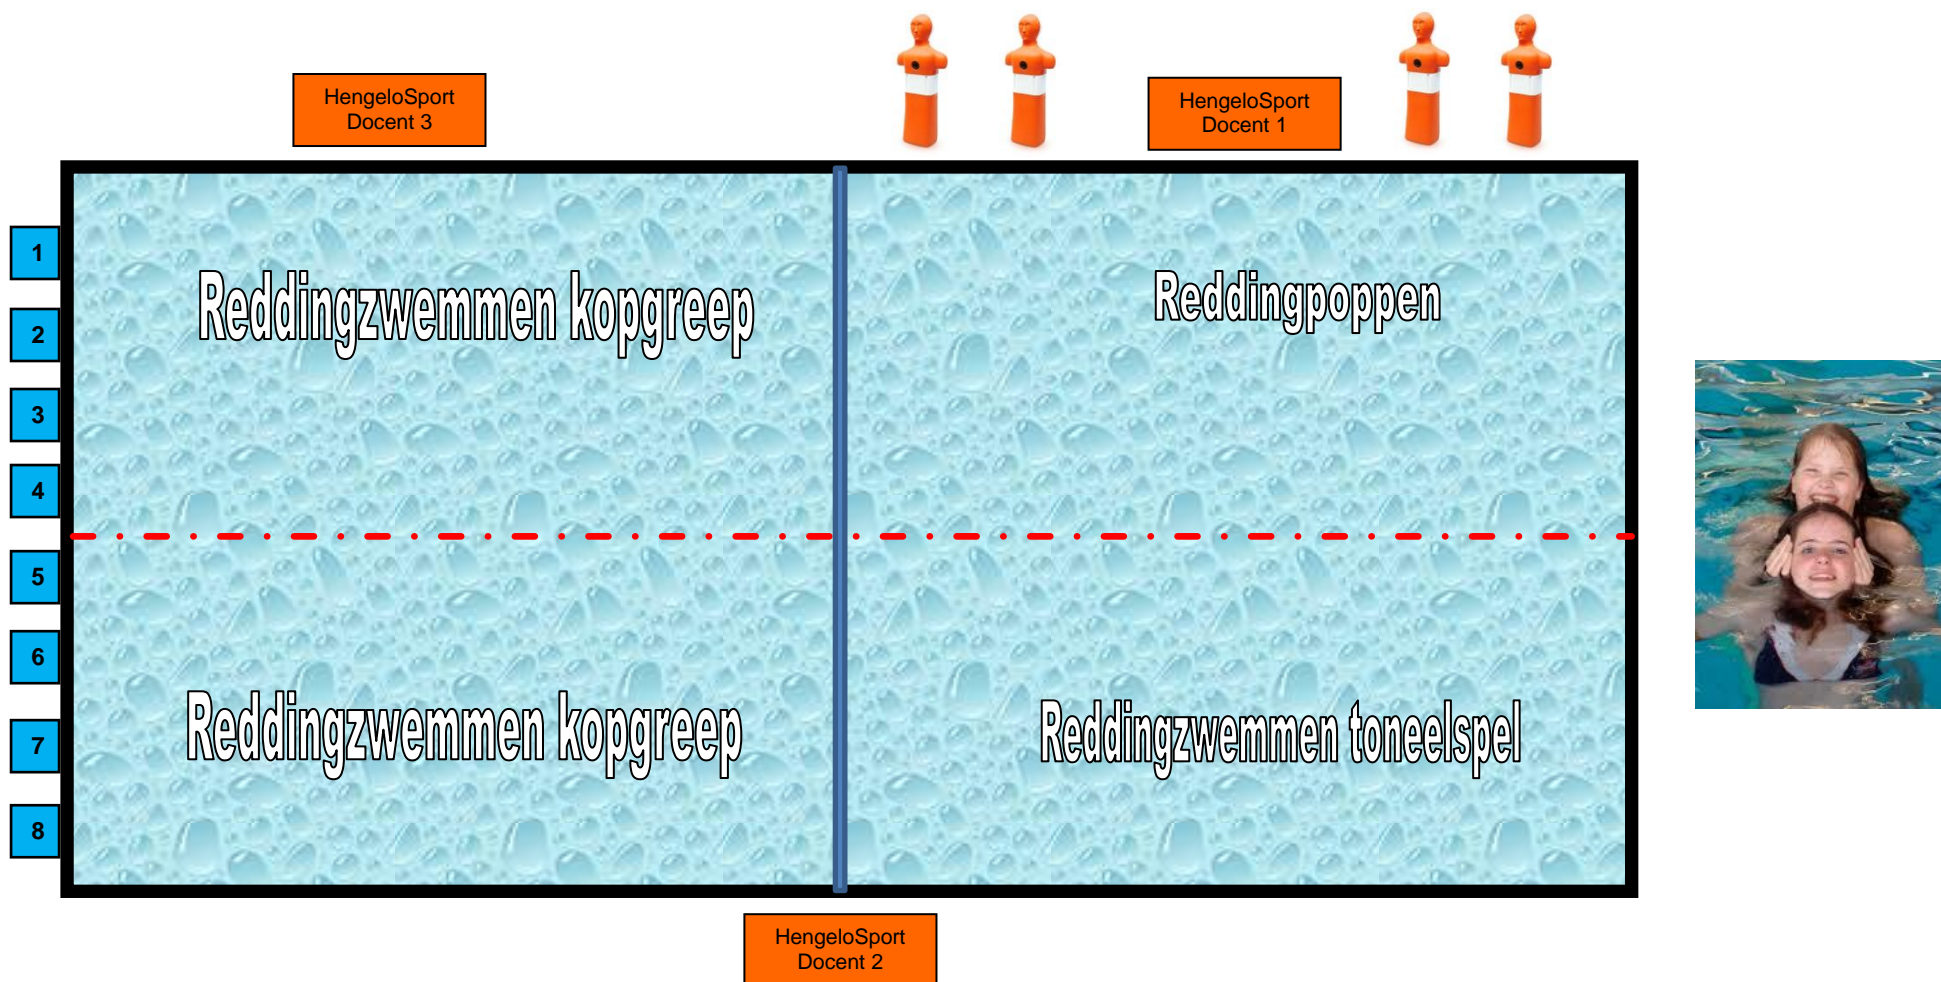 HengeloSport
Docent 3
HengeloSport
Docent 1
1
2
3
4
5
6
7
8
Reddingzwemmen kopgreep
Reddingpoppen
Reddingzwemmen kopgreep
Reddingzwemmen toneelspel
HengeloSport
Docent 2